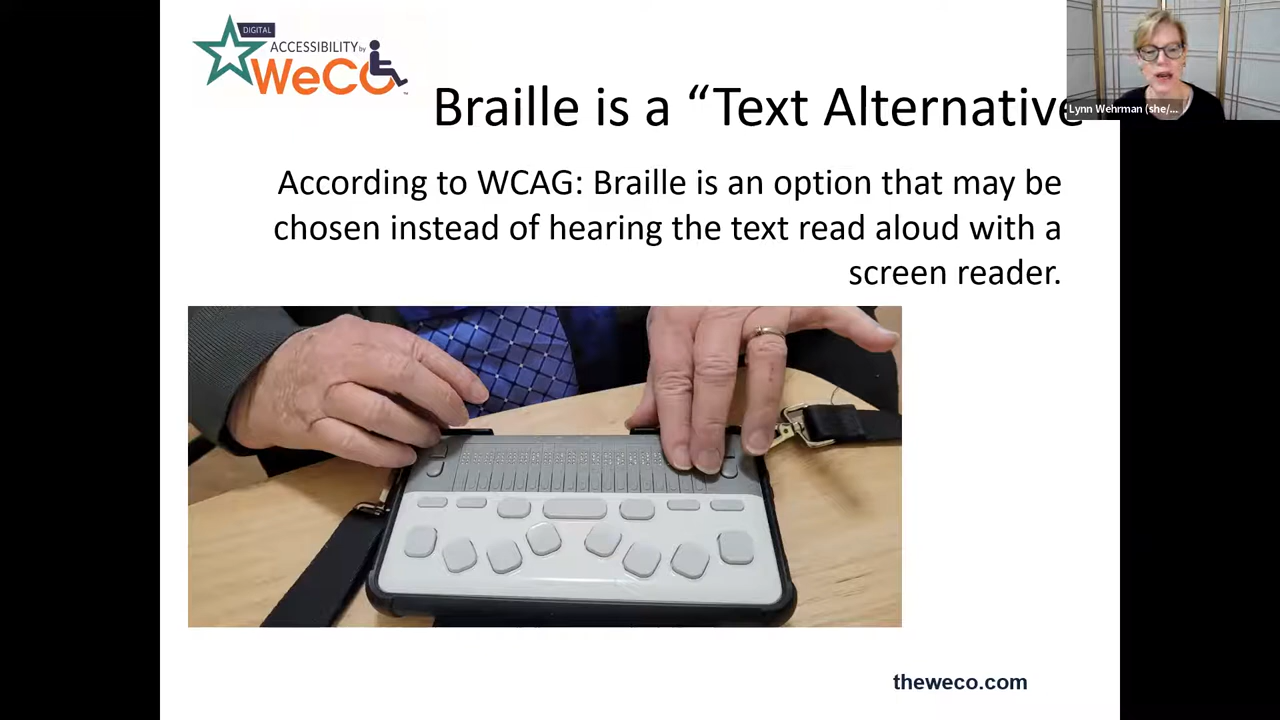 DIGITAL
ACCESSIBILITY by
WeCo
Braille is a “Text Alternative
Lynn Wehrman (she/...
According to WCAG: Braille is an option that may be
chosen instead of hearing the text read aloud with a
screen reader.
theweco.com